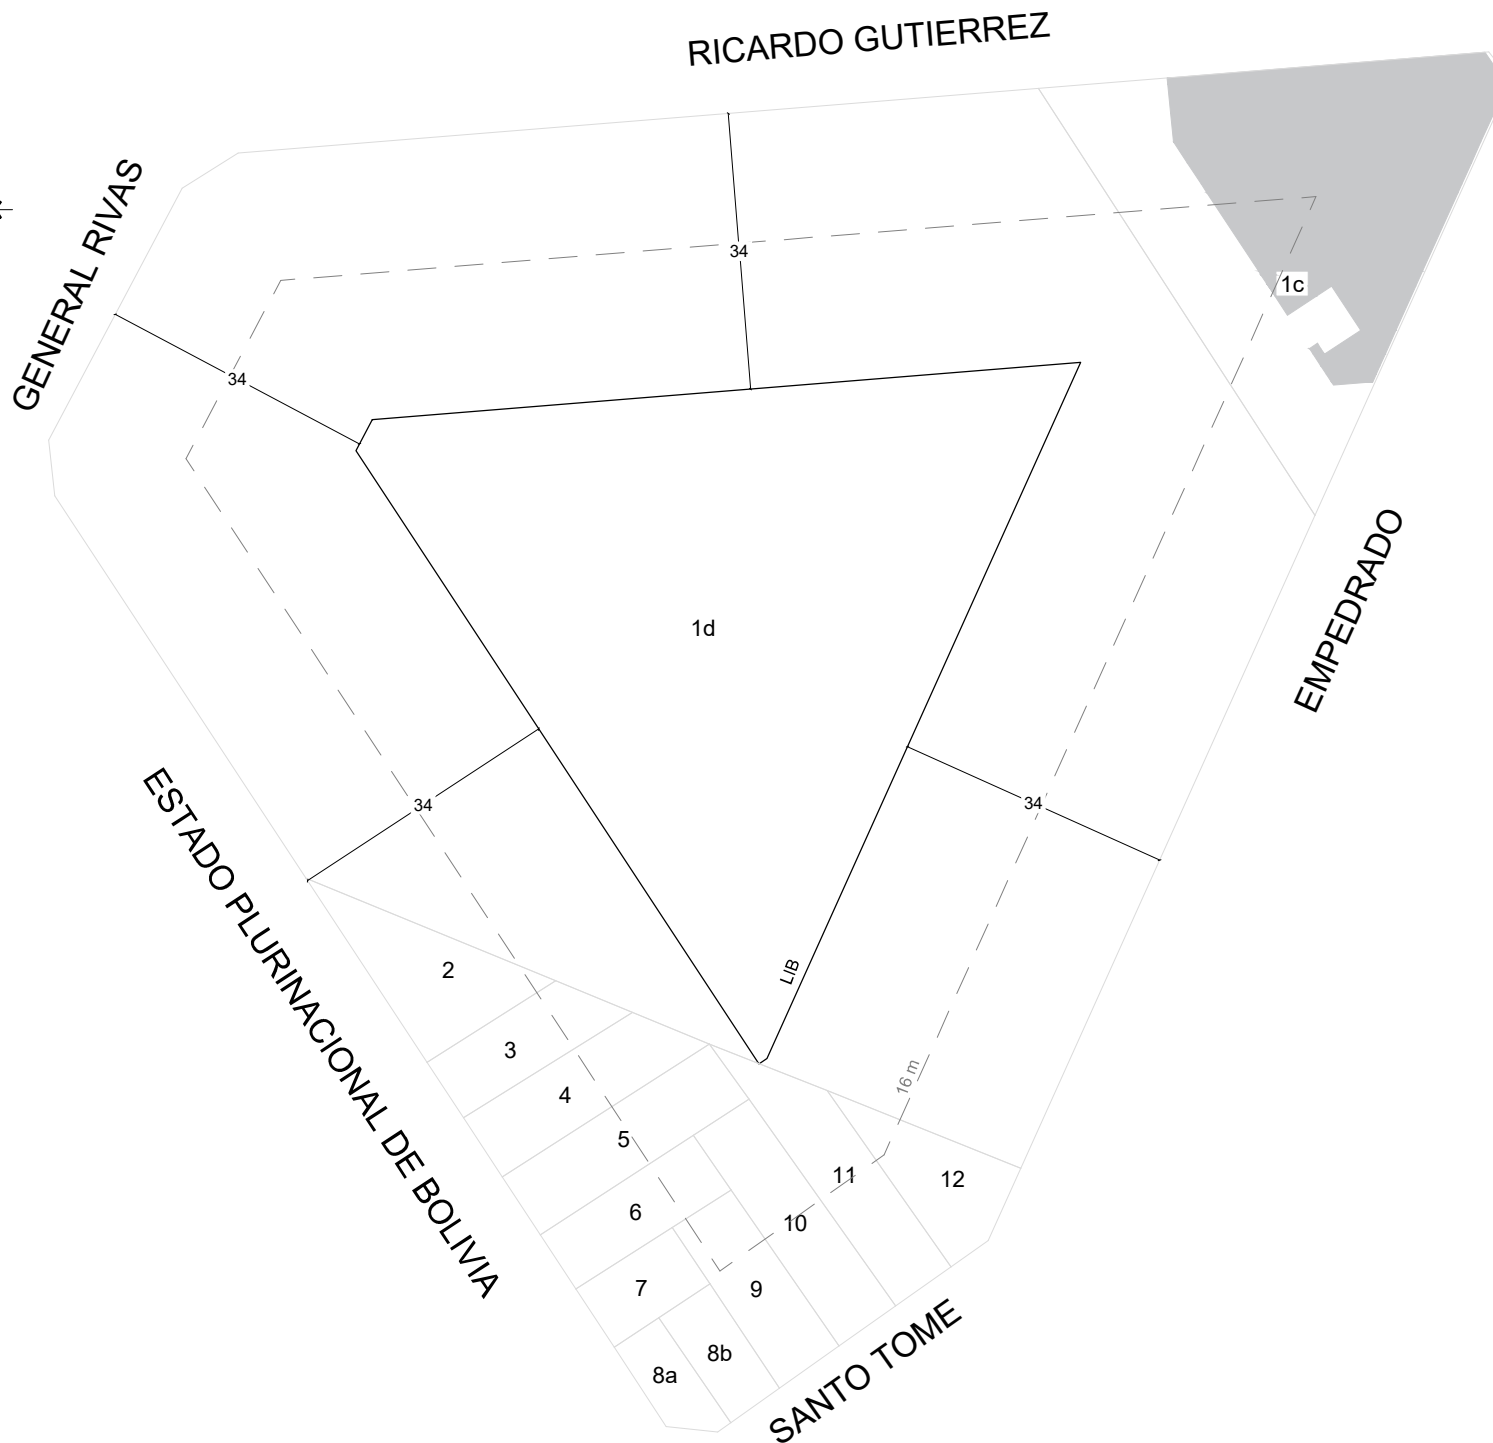 RICARDO GUTIERREZ
GENERAL RIVAS
34
1c
34
EMPEDRADO
1d
34
34
ESTADO PLURINACIONAL DE BOLIVIA
LIB
2
3
16 m
4
5
11
12
6
10
7
9
8b
8a
SANTO TOME